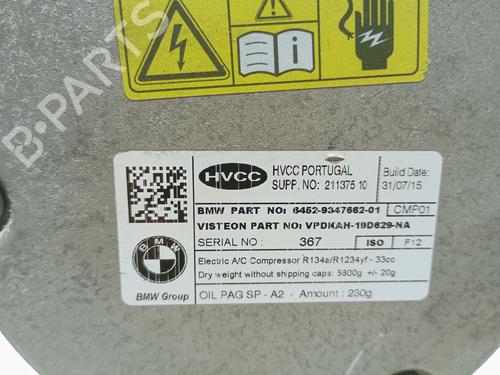 B-PARTS
HVCC
HVCC PORTUGAL
SUPP. NO: 211375 10
Build Date:
31/07/15
BMW PART NO: 6452-9347662-01
CMP01
VISTEON PART NO: VPDKAH-19D629-NA
SERIAL NO:
367
ISO
F12
BMW
Electric A/C Compressor R134a/R1234yf - 33cc
Dry weight without shipping caps: 5800g +/- 20g
BMW Group
OIL PAG SP - A2 - Amount : 230g